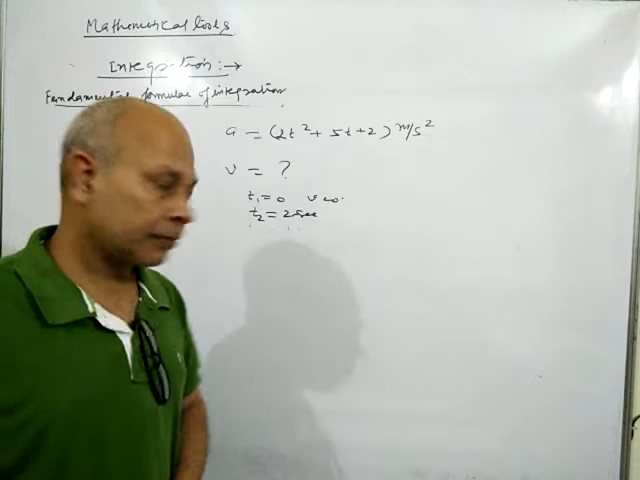 Mathematical tools
Integration:→
Fundamental formulae of integration
a = (2t² + 5t + 2) m/s²
v = ?
t₁ = 0 v
t₂ = 2 sec